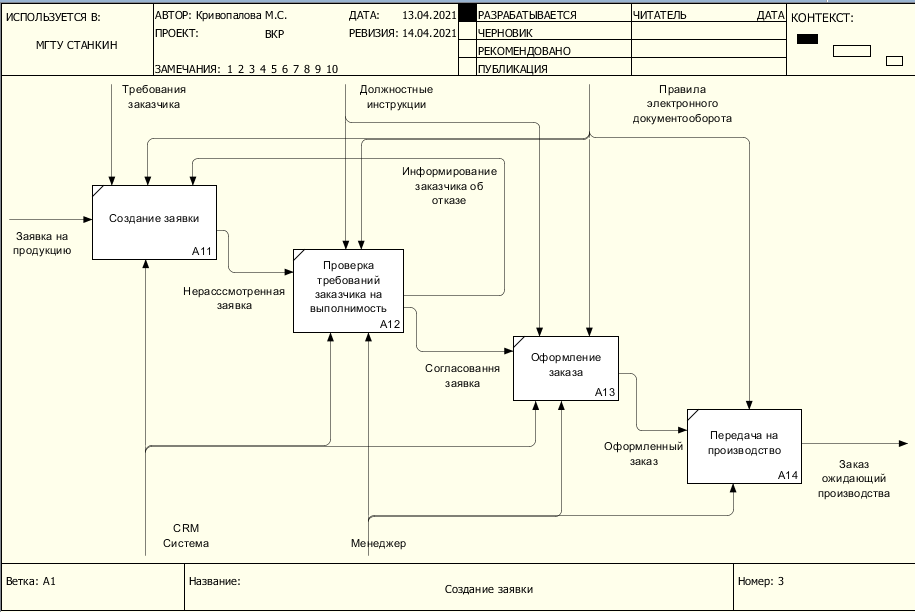 ИСПОЛЬЗУЕТСЯ В:
МГТУ СТАНКИН
АВТОР: Кривопалова М.С.
ДАТА: 13.04.2021
ПРОЕКТ: ВКР
РЕВИЗИЯ: 14.04.2021
ЗАМЕЧАНИЯ: 1 2 3 4 5 6 7 8 9 10
РАЗРАБАТЫВАЕТСЯ
ЧЕРНОВИК
РЕКОМЕНДОВАНО
ПУБЛИКАЦИЯ
ЧИТАТЕЛЬ ДАТА
КОНТЕКСТ:
Требования
заказчика
Должностные
инструкции
Правила
электронного
документооборота
Информирование
заказчика об
отказе
Создание заявки
A11
Заявка на
продукцию
Нерасссмотренная
заявка
Проверка
требований
заказчика на
выполнимость
A12
Согласовання
заявка
Оформление
заказа
A13
Оформленный
заказ
Передача на
производство
A14
Заказ
ожидающий
производства
CRM
Система
Менеджер
Ветка: A1
Название:
Создание заявки
Номер: 3